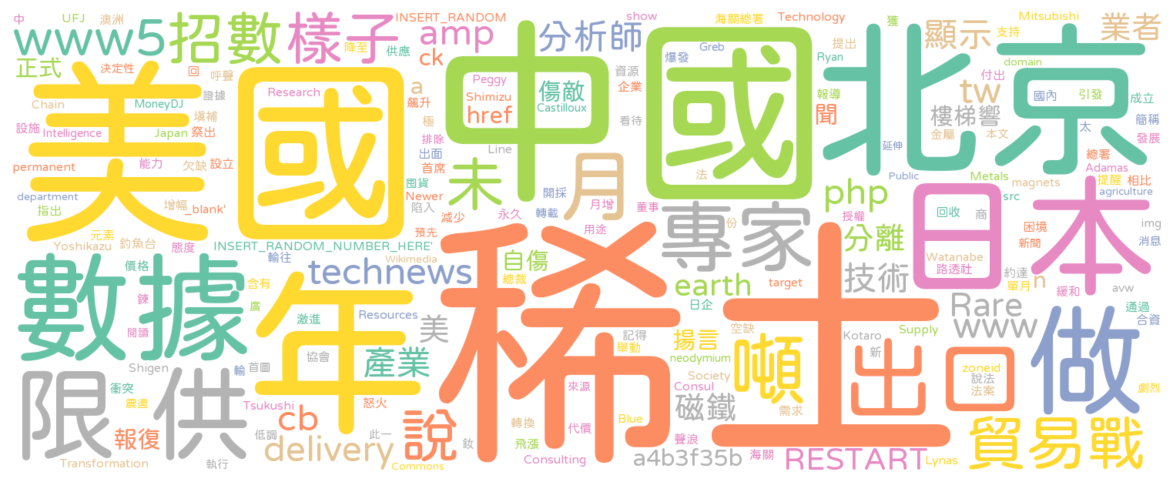 中 UFJ 澳洲 INSERT_RANDOM show 海關總署 Technology 獲 Mitsubishi
www5 招數 樣子 amp 分析師 顯示 支持 業者
降至 供應 爆發 Greb Ryan 提出
正式 決定性 回 呼聲 ck 資源 報導 domain 付出
美國 中國 北京
Chain MoneyDJ 證據 Research a 飆升 Peggy Shimizu 傷敵 企業 tw 國內 引發 成立
設施 填補 極 href Castilloux 看待 聞 樓梯響 太 簡稱
Intelligence Japan 祭出 排除 Line 延伸 金屬 本文 發展
permanent 能力 欠缺 設立 出面 首席 未 月 法 Public Metals 總署 Adamas
department 增幅 _blank' Newer 囤貨 開採 月增 董事 php src magnets 提醒 相比 agriculture
指出 元素 陷入 減少 永久 轉載 用途 份 專家 授權 回收 商 日本 困境 img
Yoshikazu 釣魚台 態度 INSERT_RANDOM_NUMBER_HERE' 預先 分離 新聞 消息
輸往 Wikimedia 自傷 Watanabe 路透社
數據 價格 含有 technews 總裁 earth target 技術 約達 n 單月 緩和 avw
鍊 廣 年 激進 Resources 日企 Rare 通過
閱讀 首圖 輸 美 稀土 記得 舉動 揚言 空缺 www Supply 合資
Shigen 協會 產業 neodymium Kotaro 新 做
限供 衝突 震盪 噸 出口 zoneid 說法 法案 劇烈
Tsukushi 怒火 來源 Society Consul 磁鐵 需求
報復 cb 說 轉換 代價 Blue 貿易戰
低調 此一 釹 飛漲 聲浪
Transformation 執行 delivery Commons Consulting a4b3f35b 海關 RESTART Lynas